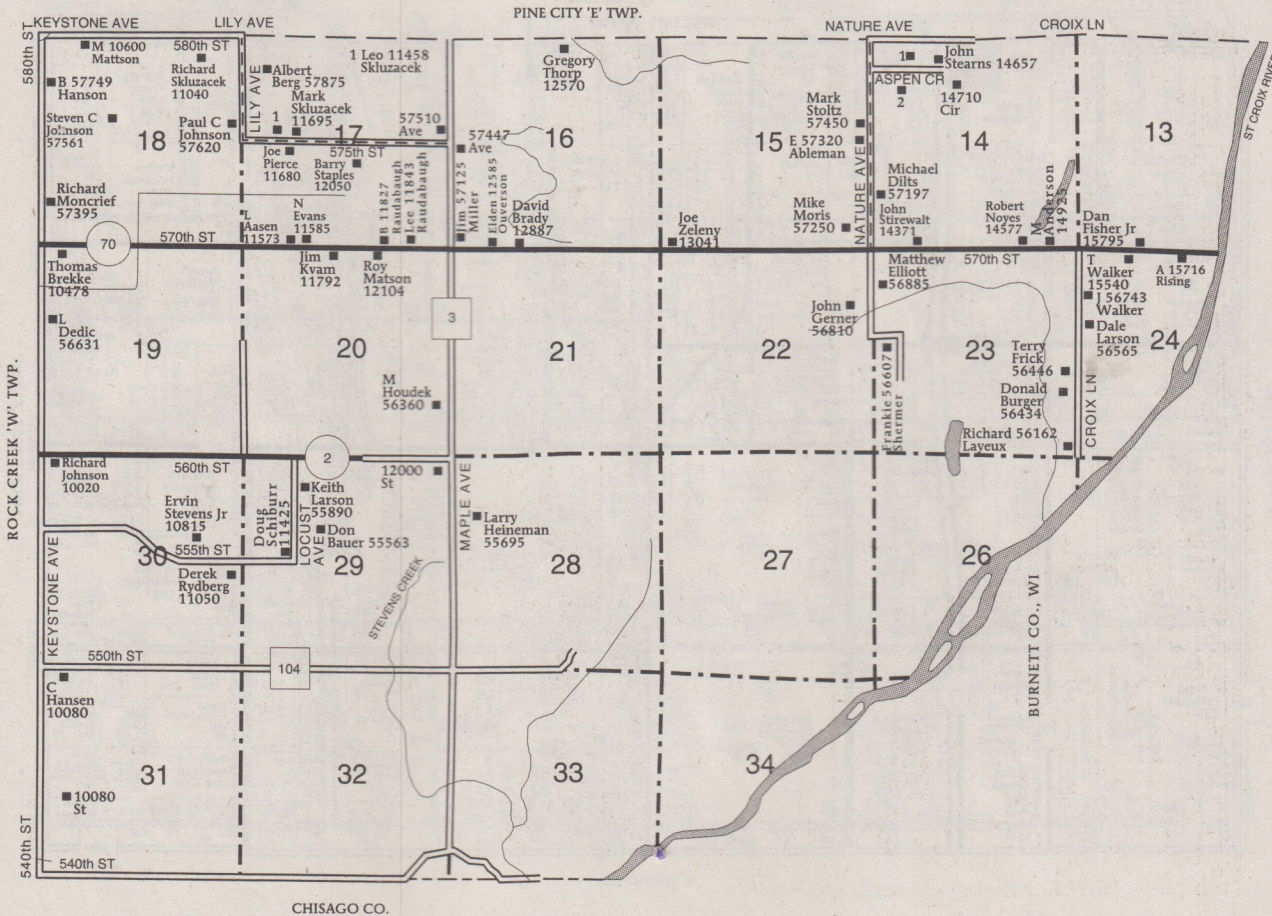 PINE CITY 'E' TWP.
KEYSTONE AVE
LILY AVE
NATURE AVE
CROIX LN
580th ST
M 10600
Mattson
580th ST
Richard
Skluzacek
11040
B 57749
Hanson
Steven C
Johnson
57561
18
Paul C
Johnson
57620
Richard
Moncrief
57395
LILY AVE
Albert
Berg 57875
1 Leo 11458
Skluzacek
Mark
Skluzacek
11695
1
17
57510
Ave
575th ST
Joe
Pierce
11680
Barry
Staples
12050
L
Aasen
11573
N
Evans
11585
B 11827
Raudabaugh
Lee 11843
Raudabaugh
Gregory
Thorp
12570
57447
Ave
16
Jim 57125
Miller
Elden 12585
Ouverson
David
Brady
12887
Joe
Zeleny
13041
Mark
Stoltz
57450
15
E 57320
Ableman
Mike
Moris
57250
NATURE AVE
1
John
Stearns 14657
ASPEN CR
2
14710
Cir
14
Michael
Dilts
57197
John
Stirewalt
14371
Robert
Noyes
14577
M
Anderson
14925
13
Dan
Fisher Jr
15795
ST CROIX RIVER
70
570th ST
570th ST
Thomas
Brekke
10478
L
Dedic
56631
19
Jim
Kvam
11792
Roy
Matson
12104
3
20
M
Houdek
56360
21
John
Gerner
56810
22
Matthew
Elliott
56885
23
Frankie 56607
Shermer
Terry
Frick
56446
Donald
Burger
56434
Richard 56162
Layeux
T
Walker
15540
A 15716
Rising
J 56743
Walker
Dale
Larson
56565
24
CROIX LN
ROCK CREEK 'W' TWP.
560th ST
2
Richard
Johnson
10020
Ervin
Stevens Jr
10815
30
555th ST
Derek
Rydberg
11050
Doug
Schiburr
11425
LOCUST
AVE
Keith
Larson
55890
Don
Bauer 55563
29
12000
St
MAPLE AVE
Larry
Heineman
55695
28
27
26
KEYSTONE AVE
STEVENS CREEK
BURNETT CO., WI
550th ST
104
C
Hansen
10080
31
32
33
34
10080
St
540th ST
540th ST
CHISAGO CO.